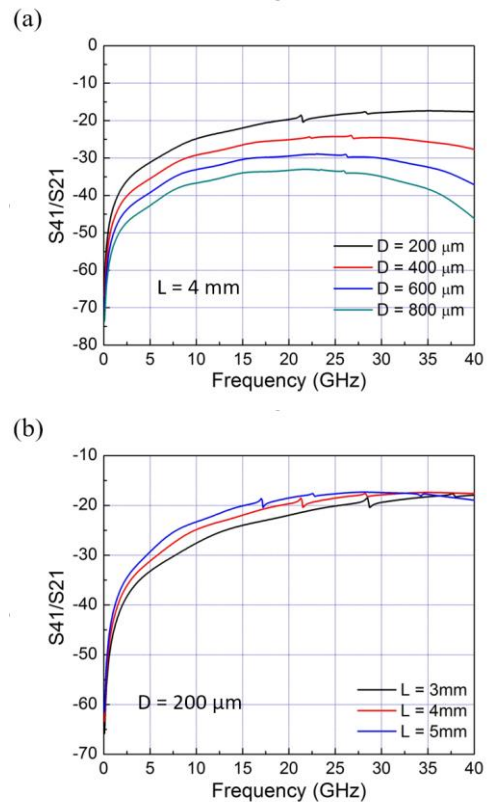 (a)
0
-10
-20
-30
-40
-50
-60
-70
-80
S41/S21
D = 200 μm
D = 400 μm
D = 600 μm
D = 800 μm
L = 4 mm
0 5 10 15 20 25 30 35 40
Frequency (GHz)
(b)
-10
-20
-30
-40
-50
-60
-70
S41/S21
L = 3mm
L = 4mm
L = 5mm
D = 200 μm
0 5 10 15 20 25 30 35 40
Frequency (GHz)